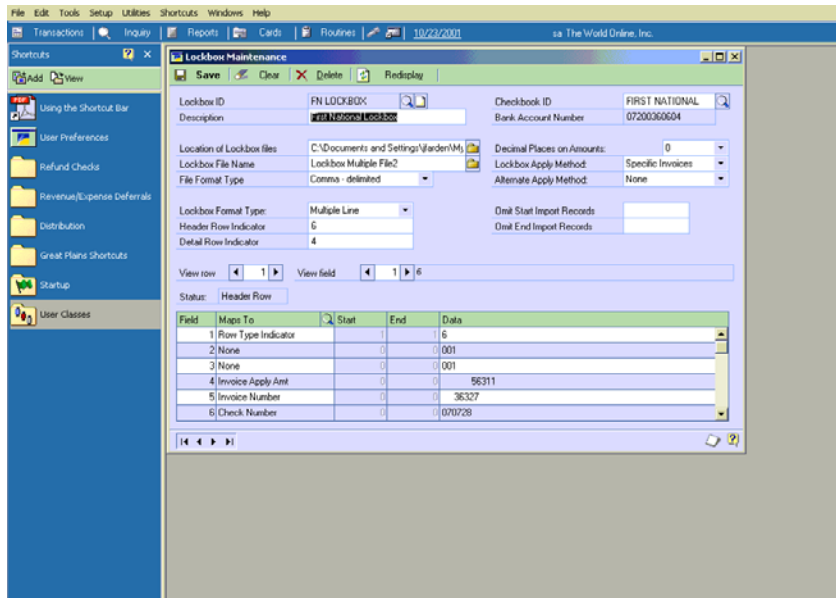 File Edit Tools Setup Utilities Shortcuts Windows Help
Transactions Inquiry Reports Cards Routines 10/23/2001 sa The World Online, Inc.
Shortcuts
Add View
Using the Shortcut Bar
User Preferences
Refund Checks
Revenue/Expense Deferrals
Distribution
Great Plains Shortcuts
Startup
User Classes
Lockbox Maintenance
Save Clear Delete Redisplay
Lockbox ID FN LOCKBOX Checkbook ID FIRST NATIONAL
Description First National Lockbox Bank Account Number 07200360604
Location of Lockbox files C:\Documents and Settings\jfarden\My Decimal Places on Amounts: 0
Lockbox File Name Lockbox Multiple File2 Lockbox Apply Method: Specific Invoices
File Format Type Comma - delimited Alternate Apply Method: None
Lockbox Format Type: Multiple Line Omit Start Import Records
Header Row Indicator 6 Omit End Import Records
Detail Row Indicator 4
View row 1 View field 1 6
Status: Header Row
Field Maps To Start End Data
1 Row Type Indicator 1 1 6
2 None 0 0 001
3 None 0 0 001
4 Invoice Apply Amt 0 0 56311
5 Invoice Number 0 0 36327
6 Check Number 0 0 070728